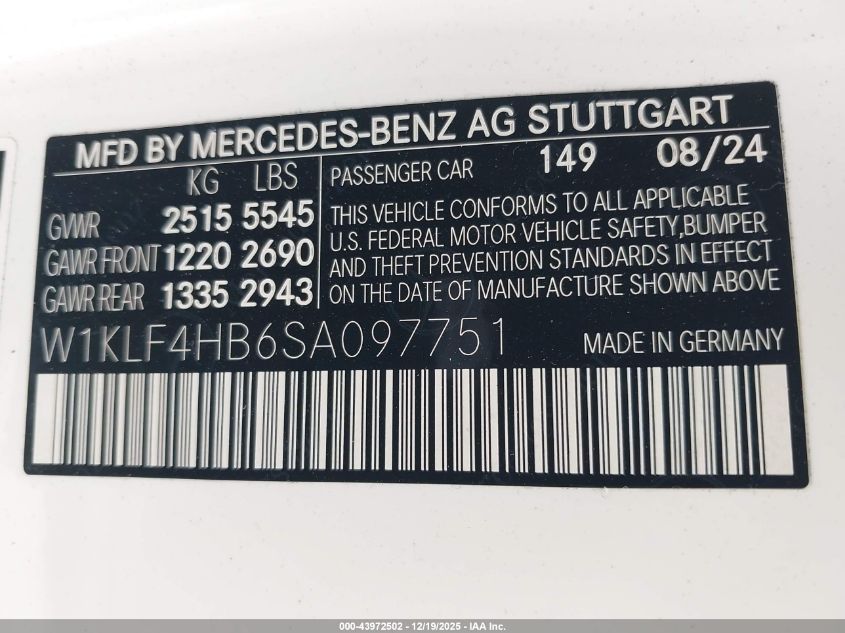 MFD BY MERCEDES-BENZ AG STUTTGART
KG LBS
GVWR 2515 5545
GAWR FRONT 1220 2690
GAWR REAR 1335 2943
PASSENGER CAR 149 08/24
THIS VEHICLE CONFORMS TO ALL APPLICABLE
U.S. FEDERAL MOTOR VEHICLE SAFETY,BUMPER
AND THEFT PREVENTION STANDARDS IN EFFECT
ON THE DATE OF MANUFACTURE SHOWN ABOVE
W1KLF4HB6SA097751 MADE IN GERMANY
000-43972502 - 12/19/2025 - IAA Inc.